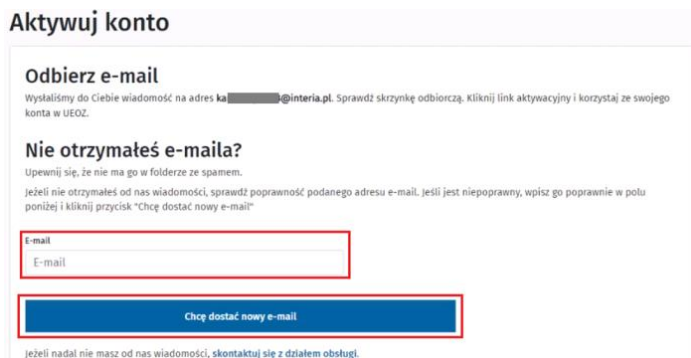 Aktywuj konto
Odbierz e-mail
Wysłaliśmy do Ciebie wiadomość na adres ka @interia.pl. Sprawdź skrzynkę odbiorczą. Kliknij link aktywacyjny i korzystaj ze swojego
konta w UEOZ.
Nie otrzymałeś e-maila?
Upewnij się, że nie ma go w folderze ze spamem.
Jeżeli nie otrzymałeś od nas wiadomości, sprawdź poprawność podanego adresu e-mail. Jeśli jest niepoprawny, wpisz go poprawnie w polu
poniżej i kliknij przycisk "Chcę dostać nowy e-mail"
E-mail
E-mail
Chcę dostać nowy e-mail
Jeżeli nadal nie masz od nas wiadomości, skontaktuj się z działem obsługi.